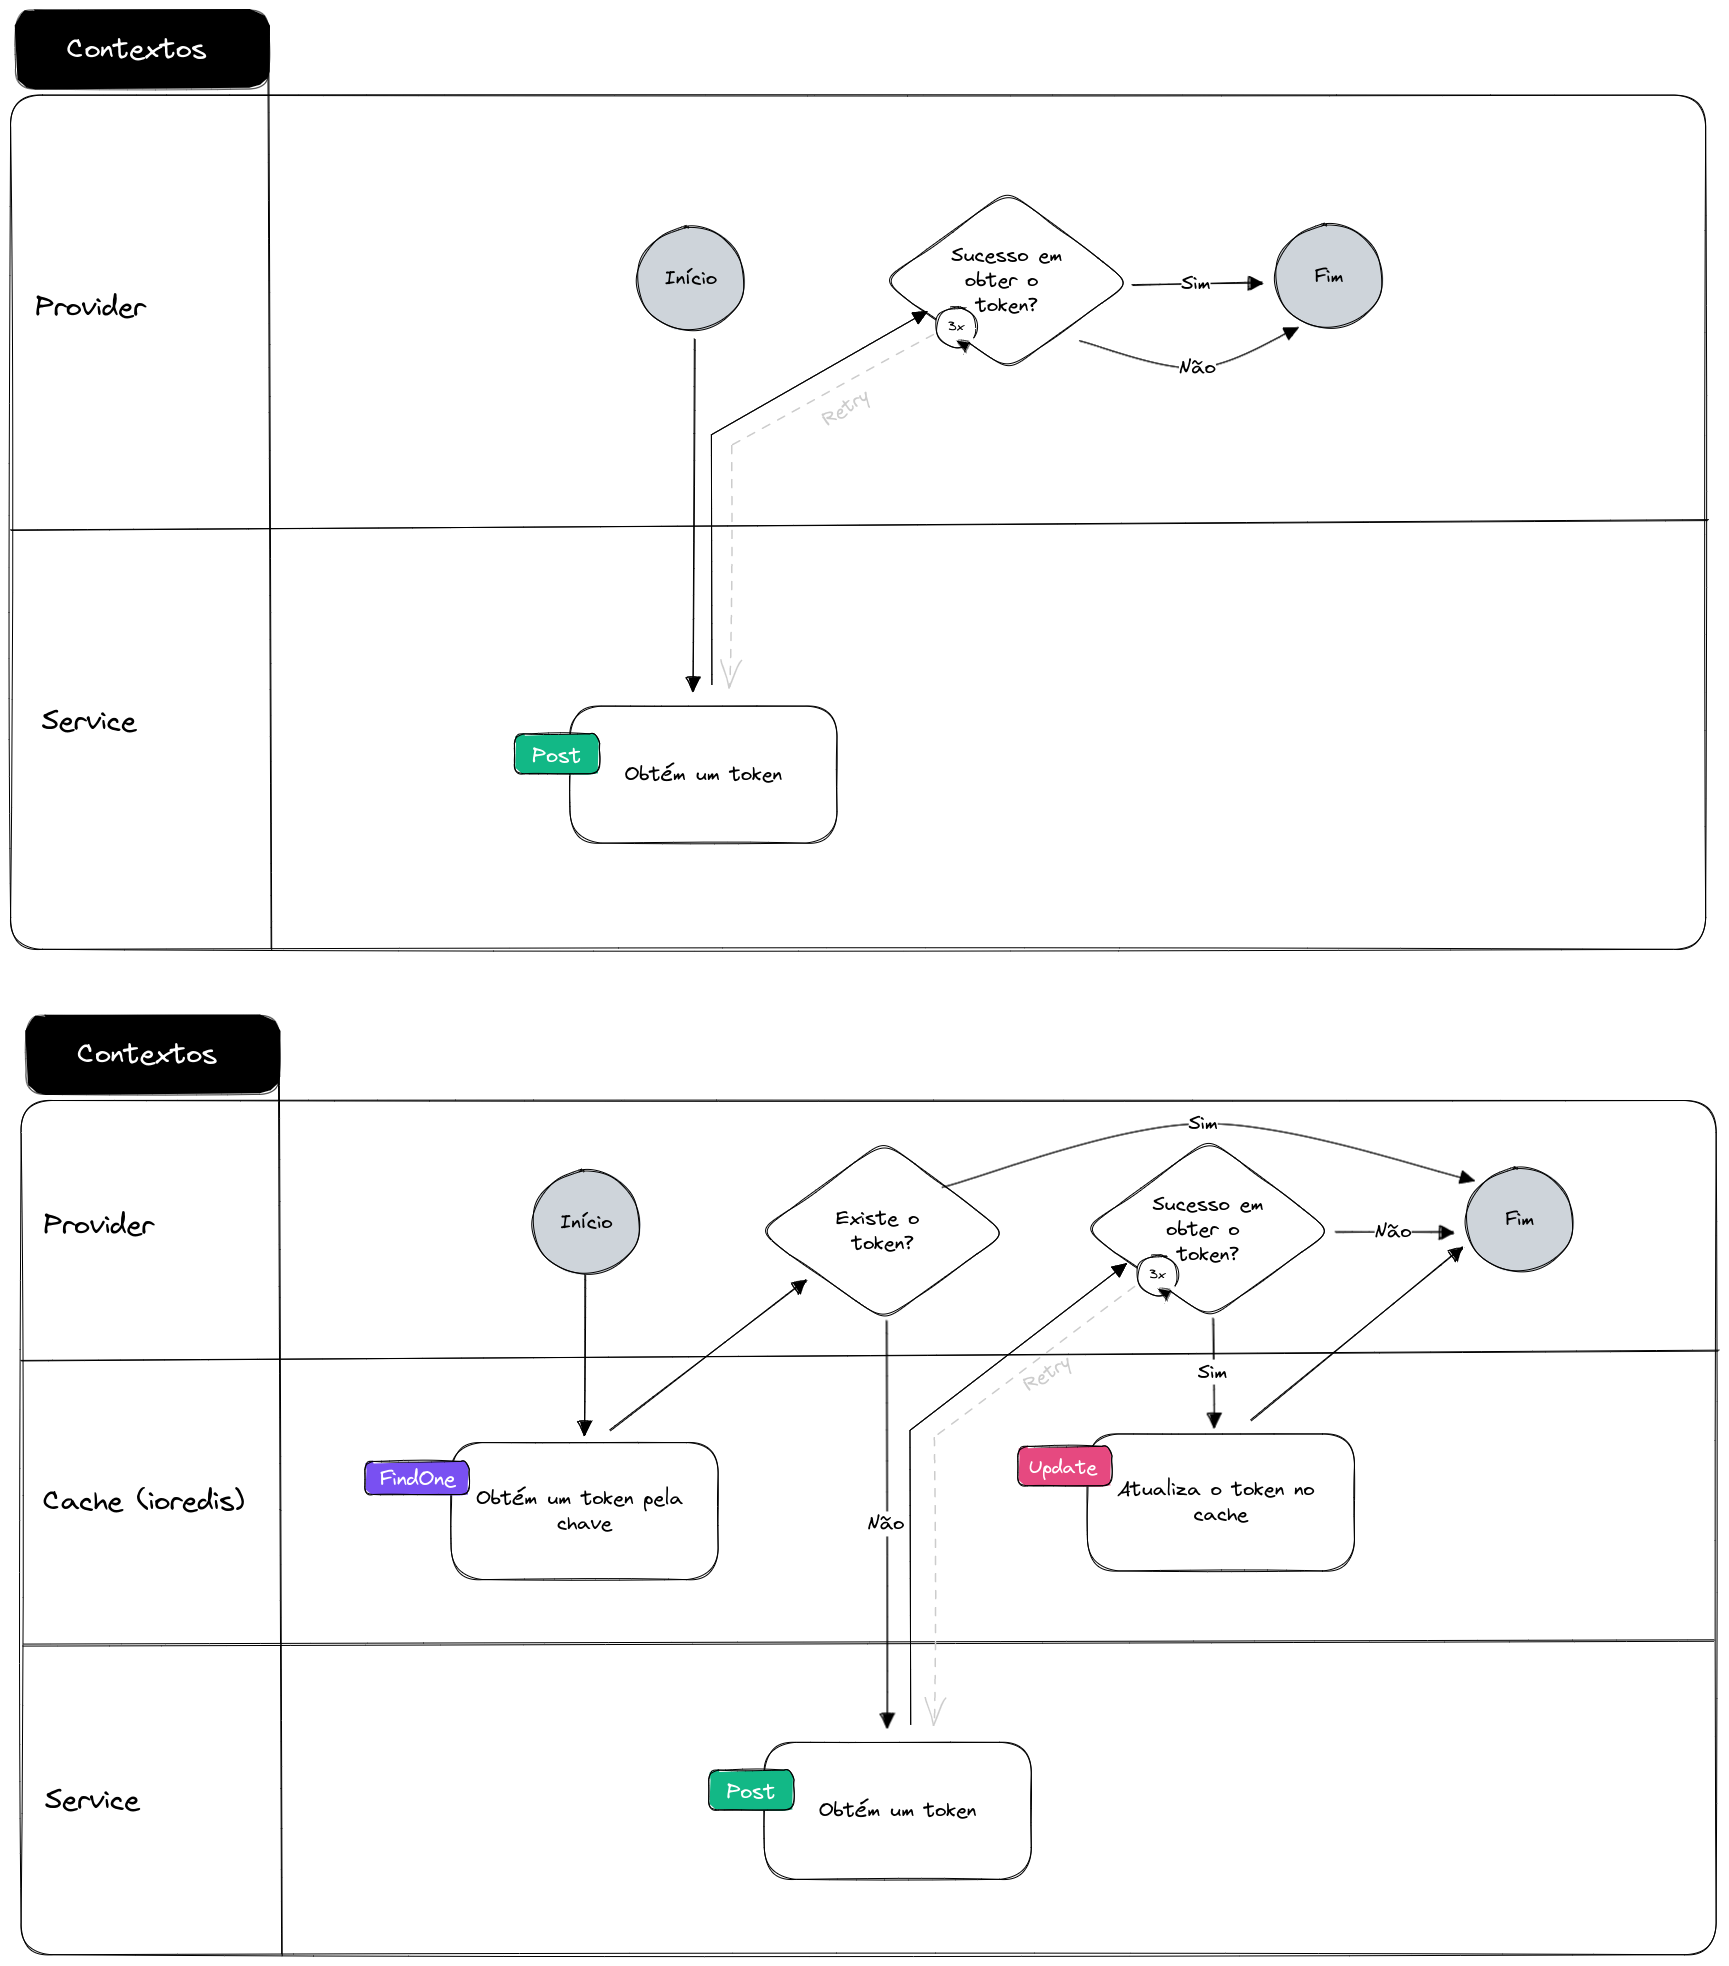 Contextos
Provider
Início
Sucesso em
obter o
token?
3x
Sim
Fim
Não
Retry
Service
Post
Obtém um token
Contextos
Provider
Início
Existe o
token?
Sim
Sucesso em
obter o
token?
3x
Não
Fim
Retry
Sim
Cache (ioredis)
FindOne
Obtém um token pela
chave
Não
Update
Atualiza o token no
cache
Service
Post
Obtém um token